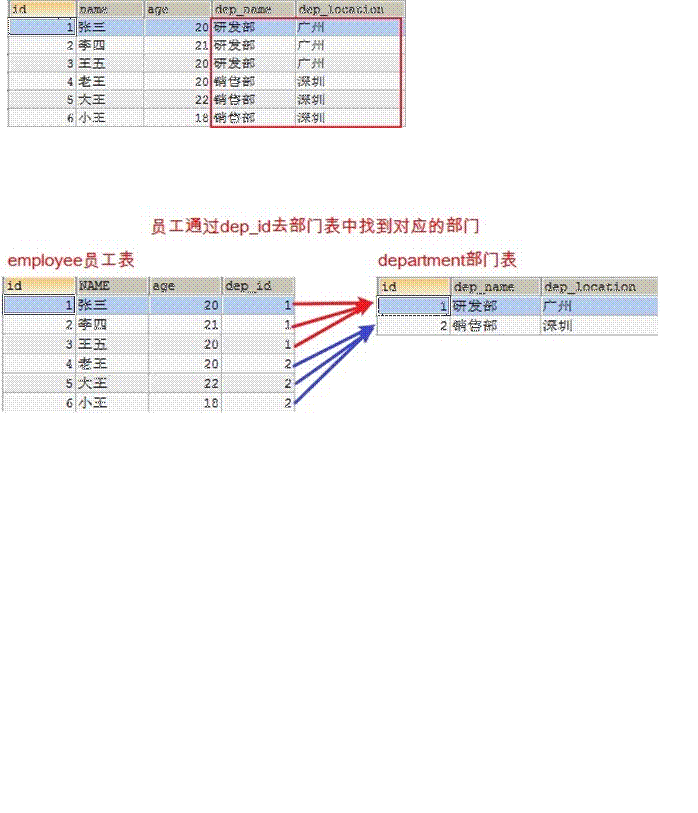 id name age dep_name dep_location
1 张三 20 研发部 广州
2 李四 21 研发部 广州
3 王五 20 研发部 广州
4 老王 20 销售部 深圳
5 大王 22 销售部 深圳
6 小王 18 销售部 深圳
员工通过dep_id去部门表中找到对应的部门
employee员工表
id NAME age dep_id
1 张三 20 1
2 李四 21 1
3 王五 20 1
4 老王 20 2
5 大王 22 2
6 小王 18 2
department部门表
id dep_name dep_location
1 研发部 广州
2 销售部 深圳